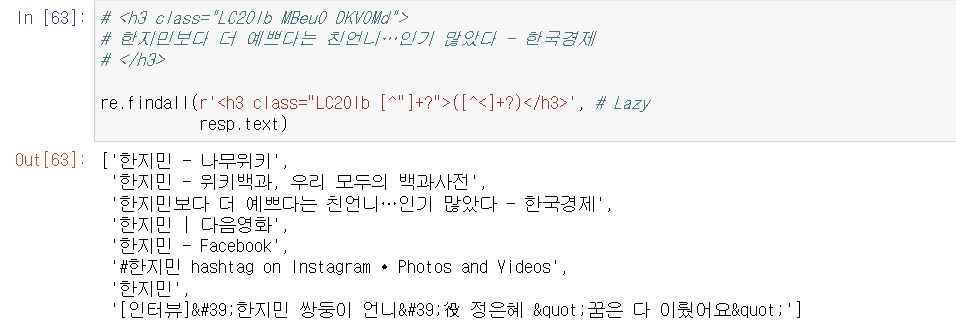 In [63]: # <h3 class="LC20lb MBeuO DKV0Md">
# 한지민보다 더 예쁘다는 친언니…인기 많았다 - 한국경제
# </h3>
re.findall(r'<h3 class="LC20lb [^"]+?">([^<]+?)</h3>', # Lazy
resp.text)
Out[63]: ['한지민 - 나무위키',
'한지민 - 위키백과, 우리 모두의 백과사전',
'한지민보다 더 예쁘다는 친언니…인기 많았다 - 한국경제',
'한지민 | 다음영화',
'한지민 - Facebook',
'#한지민 hashtag on Instagram • Photos and Videos',
'한지민',
'[인터뷰]&#39;한지민 쌍둥이 언니&#39;役 정은혜 &quot;꿈은 다 이뤘어요&quot;']